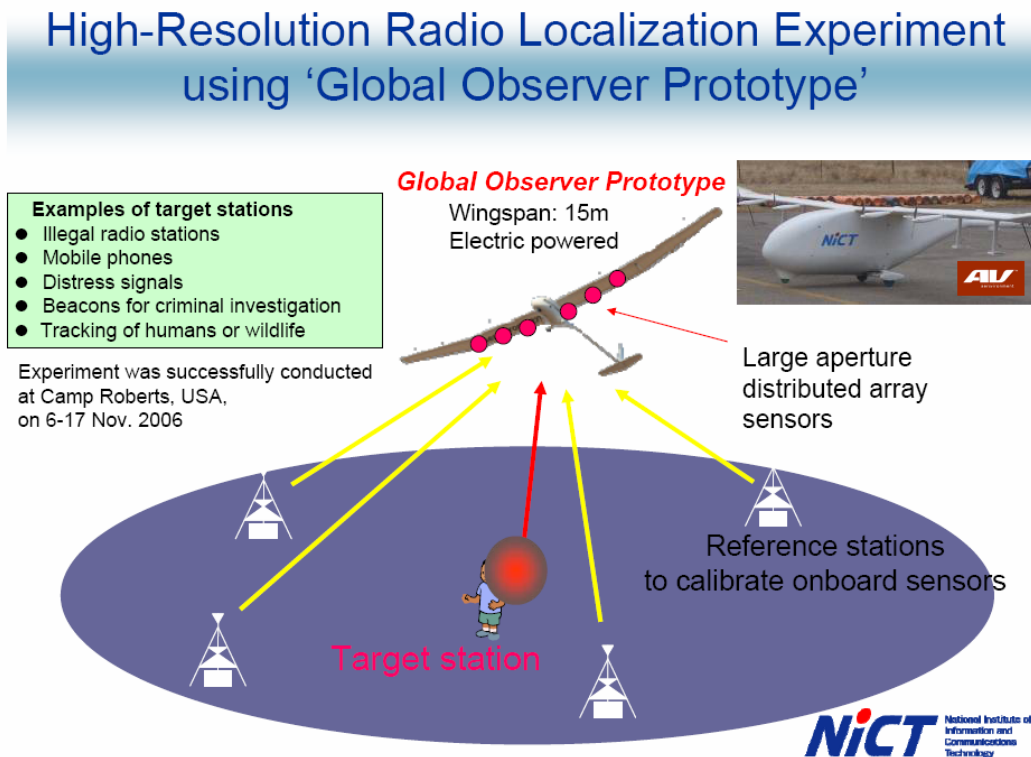 High-Resolution Radio Localization Experiment
using ‘Global Observer Prototype’
Global Observer Prototype
Wingspan: 15m
Electric powered
Examples of target stations
● Illegal radio stations
● Mobile phones
● Distress signals
● Beacons for criminal investigation
● Tracking of humans or wildlife
Experiment was successfully conducted
at Camp Roberts, USA,
on 6-17 Nov. 2006
NiCT
AV
Large aperture
distributed array
sensors
Reference stations
to calibrate onboard sensors
Target station
NiCT
National Institute of
Information and
Communications
Technology